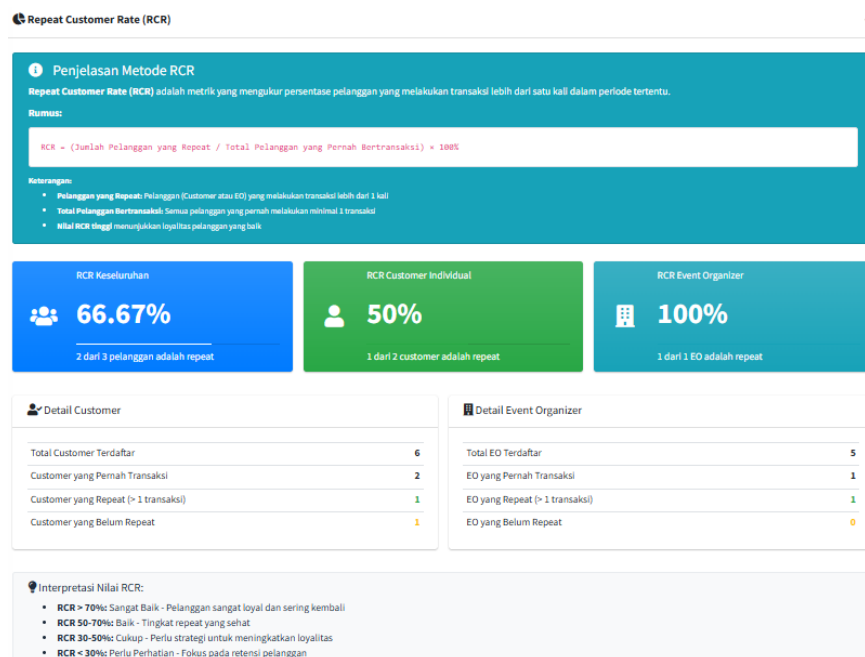 Repeat Customer Rate (RCR)
Penjelasan Metode RCR
Repeat Customer Rate (RCR) adalah metrik yang mengukur persentase pelanggan yang melakukan transaksi lebih dari satu kali dalam periode tertentu.
Rumus:
RCR = (Jumlah Pelanggan yang Repeat / Total Pelanggan yang Pernah Bertransaksi) × 100%
Keterangan:
• Pelanggan yang Repeat: Pelanggan (Customer atau EO) yang melakukan transaksi lebih dari 1 kali
• Total Pelanggan Bertransaksi: Semua pelanggan yang pernah melakukan minimal 1 transaksi
• Nilai RCR tinggi menunjukkan loyalitas pelanggan yang baik
RCR Keseluruhan
66.67%
2 dari 3 pelanggan adalah repeat
RCR Customer Individual
50%
1 dari 2 customer adalah repeat
RCR Event Organizer
100%
1 dari 1 EO adalah repeat
Detail Customer
Total Customer Terdaftar 6
Customer yang Pernah Transaksi 2
Customer yang Repeat (> 1 transaksi) 1
Customer yang Belum Repeat 1
Detail Event Organizer
Total EO Terdaftar 5
EO yang Pernah Transaksi 1
EO yang Repeat (> 1 transaksi) 1
EO yang Belum Repeat 0
Interpretasi Nilai RCR:
• RCR > 70%: Sangat Baik - Pelanggan sangat loyal dan sering kembali
• RCR 50-70%: Baik - Tingkat repeat yang sehat
• RCR 30-50%: Cukup - Perlu strategi untuk meningkatkan loyalitas
• RCR < 30%: Perlu Perhatian - Fokus pada retensi pelanggan